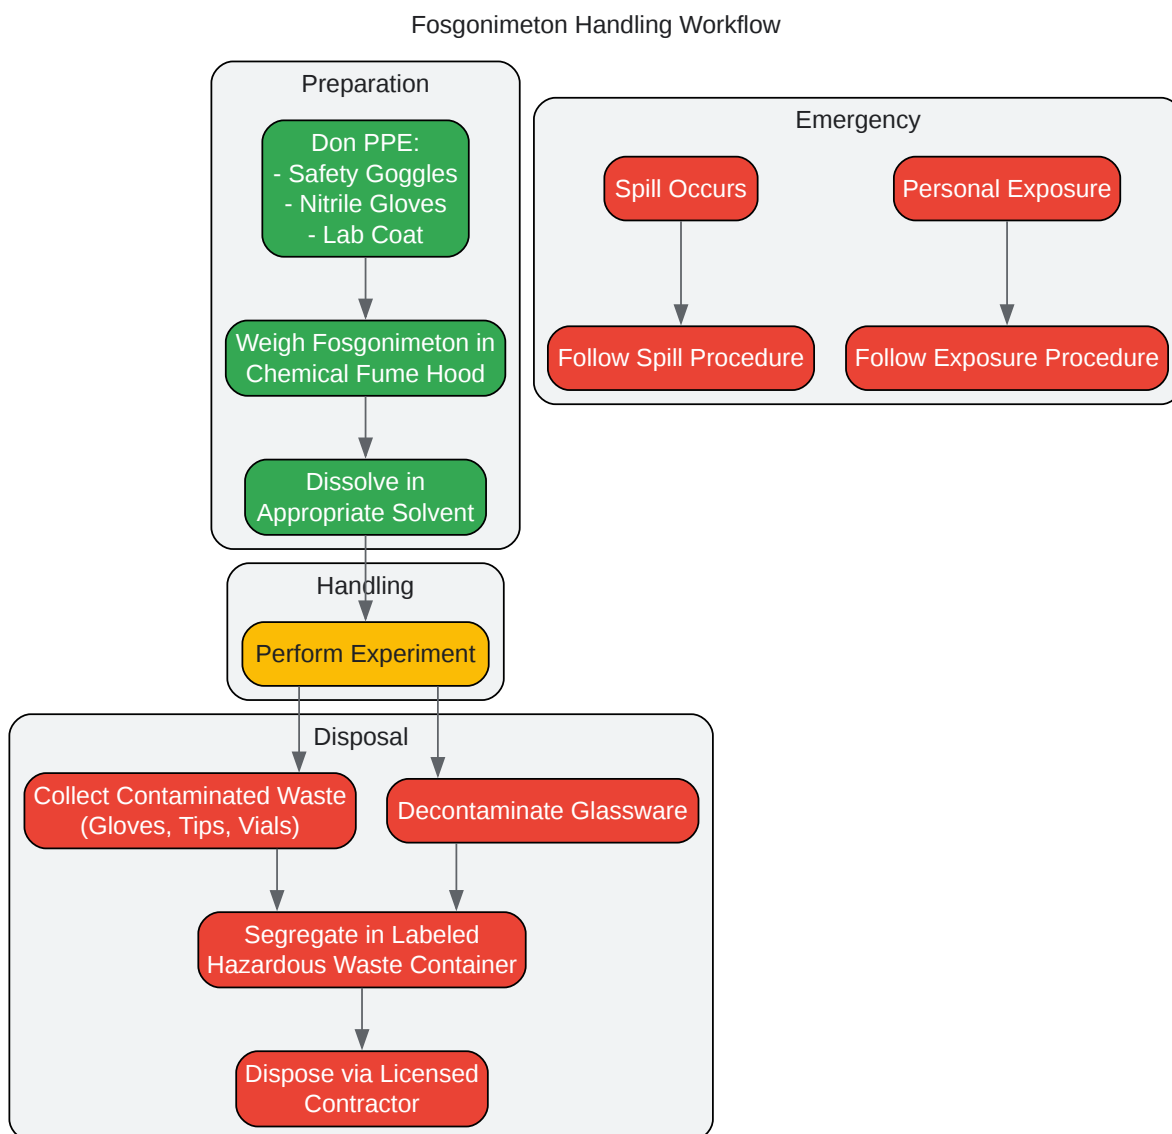 Fosgonimeton Handling Workflow
Preparation
Don PPE:
- Safety Goggles
- Nitrile Gloves
- Lab Coat
Weigh Fosgonimeton in
Chemical Fume Hood
Dissolve in
Appropriate Solvent
Emergency
Spill Occurs
Personal Exposure
Follow Spill Procedure
Follow Exposure Procedure
Handling
Perform Experiment
Disposal
Collect Contaminated Waste
(Gloves, Tips, Vials)
Decontaminate Glassware
Segregate in Labeled
Hazardous Waste Container
Dispose via Licensed
Contractor